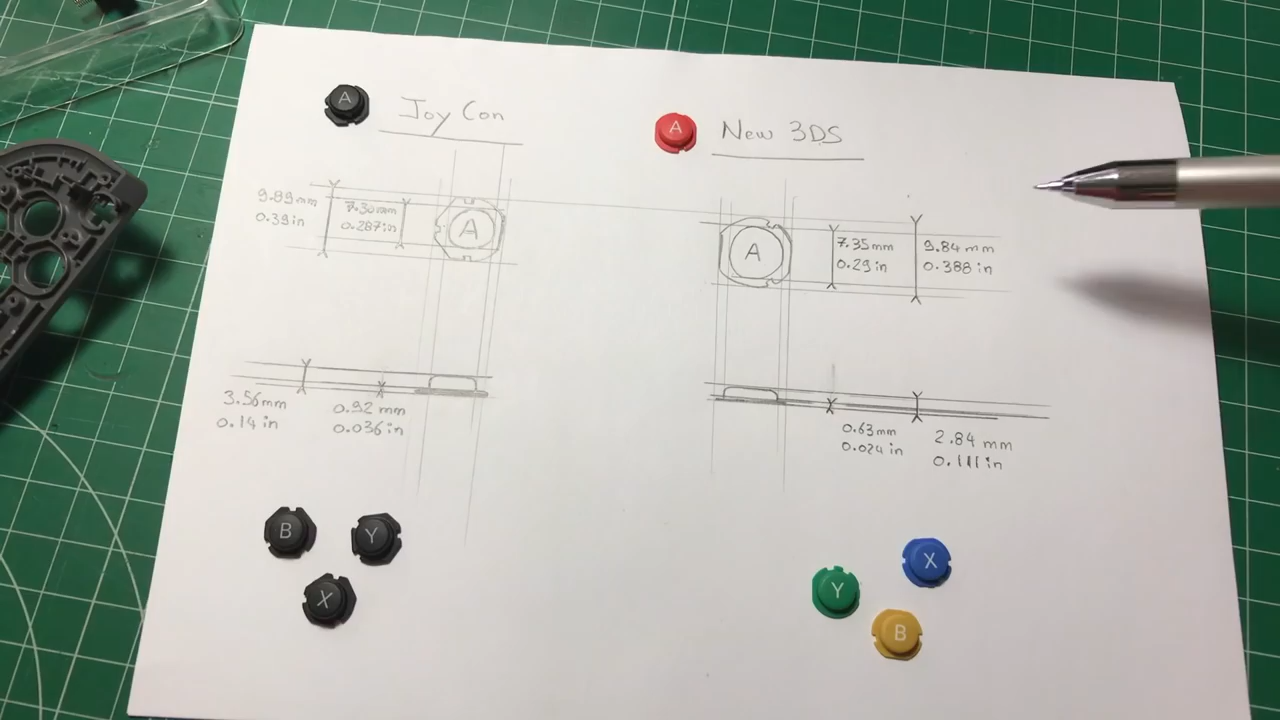 A
Joy Con
A
New 3DS
9.89 mm
0.39 in
7.30 mm
0.287 in
A
A
7.35 mm
0.29 in
9.84 mm
0.388 in
3.56 mm
0.14 in
0.92 mm
0.036 in
0.63 mm
0.024 in
2.84 mm
0.111 in
B
Y
X
X
Y
B